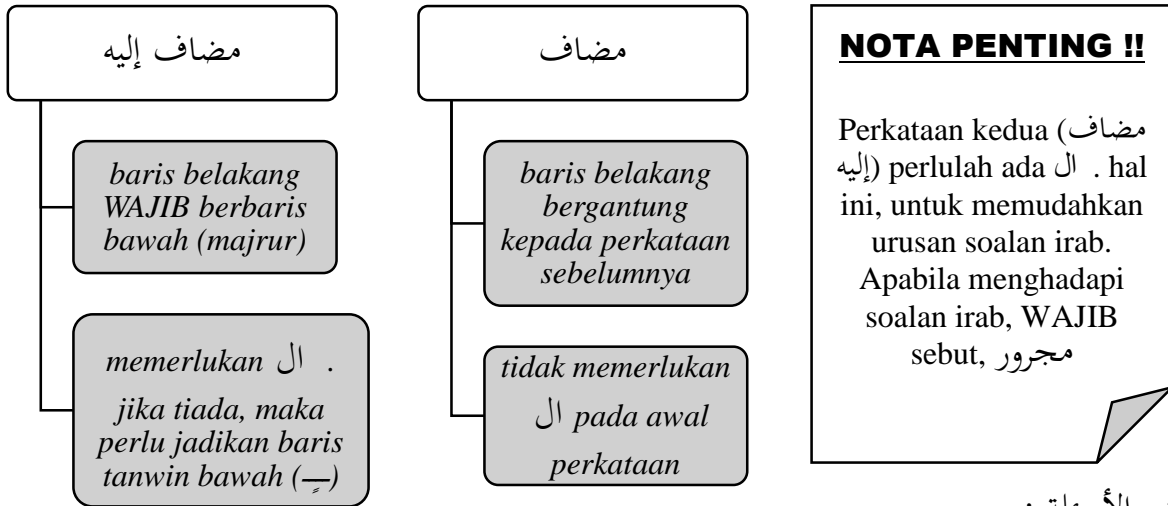 مضاف إليه
baris belakang
WAJIB berbaris
bawah (majrur)
memerlukan ال .
jika tiada, maka
perlu jadikan baris
tanwin bawah (ـــٍـــ)
مضاف
baris belakang
bergantung
kepada perkataan
sebelumnya
tidak memerlukan
ال pada awal
perkataan
NOTA PENTING !!
Perkataan kedua (مضاف
إليه) perlulah ada ال . hal
ini, untuk memudahkan
urusan soalan irab.
Apabila menghadapi
soalan irab, WAJIB
sebut, مجرور